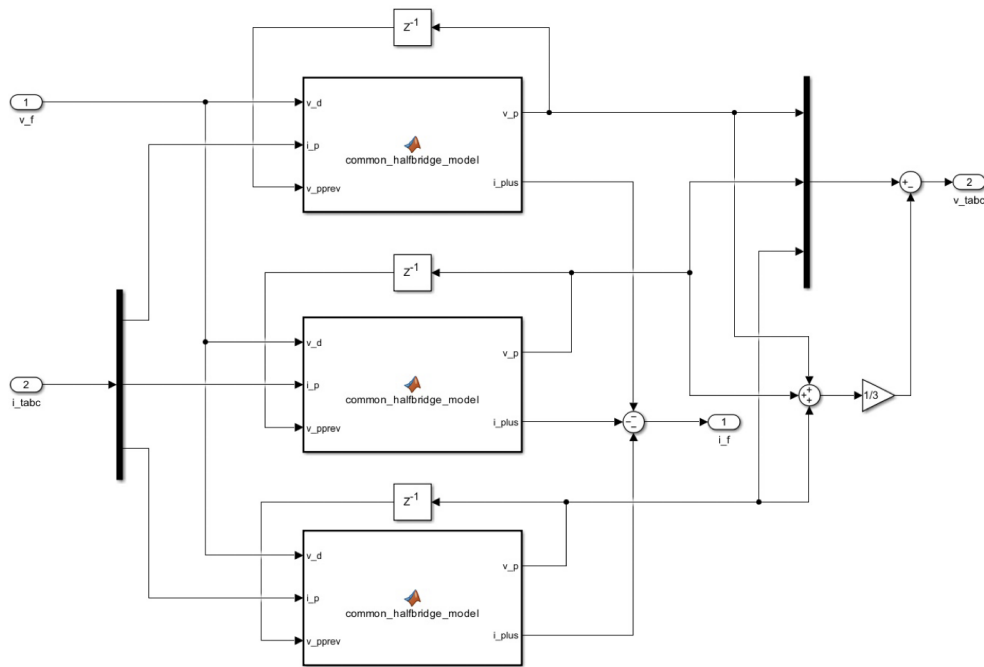 Z-1
1
v_f
v_d
i_p
v_pprev
common_halfbridge_model
v_p
i_plus
+
−
2
v_tabc
Z-1
2
i_tabc
v_d
i_p
v_pprev
common_halfbridge_model
v_p
i_plus
+
+
+
1/3
−
−
−
1
i_f
Z-1
v_d
i_p
v_pprev
common_halfbridge_model
v_p
i_plus